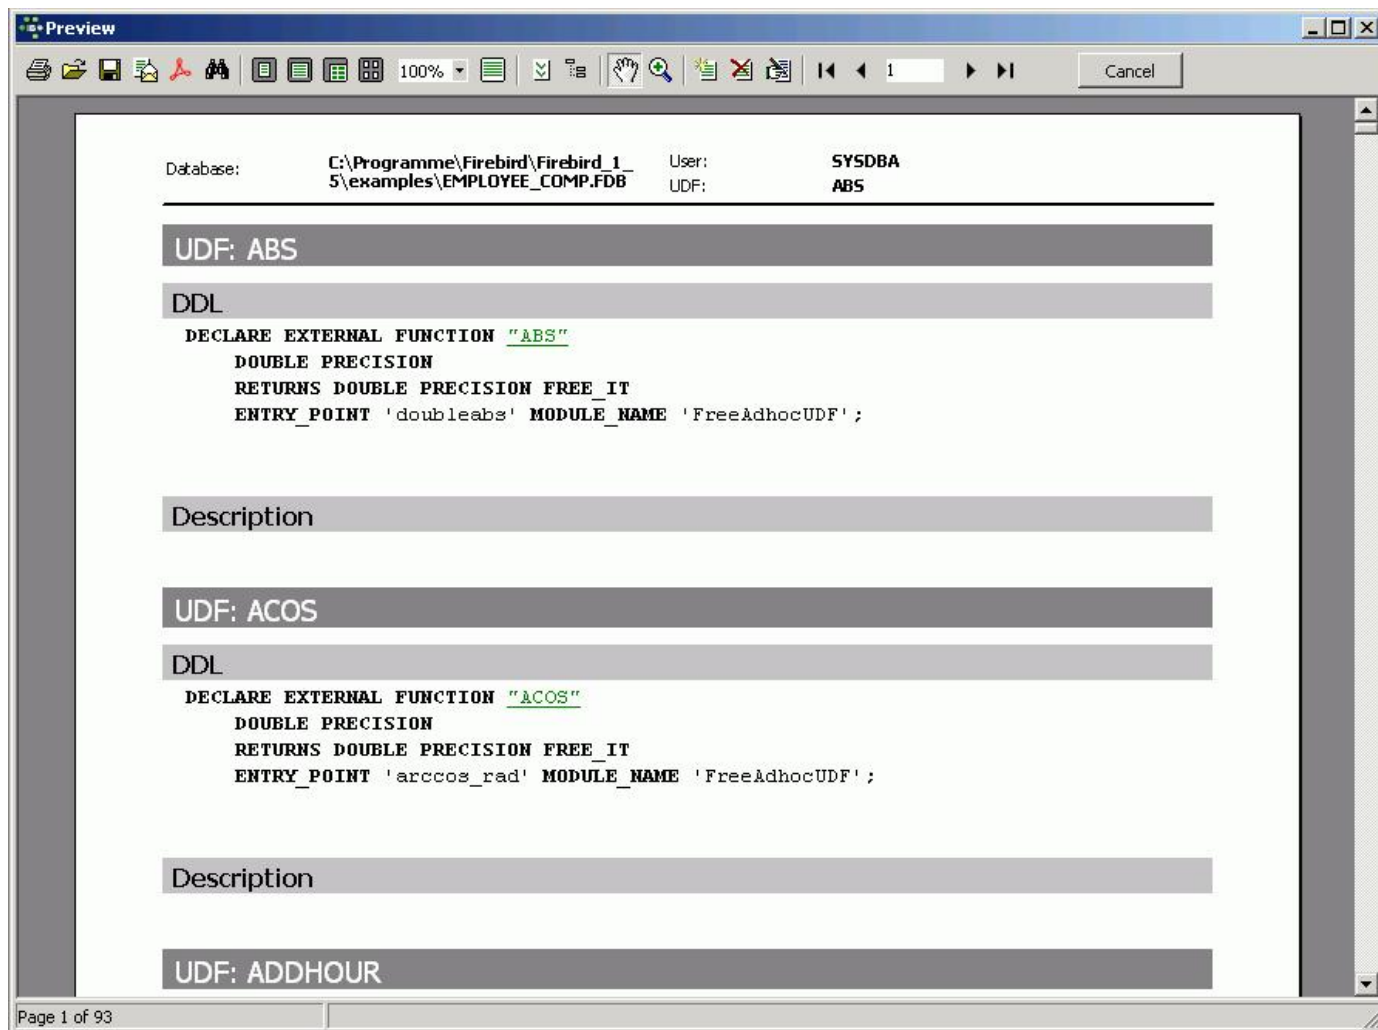 Preview
100%
1
Cancel
Database:
C:\Programme\Firebird\Firebird_1_
5\examples\EMPLOYEE_COMP.FDB
User:
SYSDBA
UDF:
ABS
UDF: ABS
DDL
DECLARE EXTERNAL FUNCTION "ABS"
DOUBLE PRECISION
RETURNS DOUBLE PRECISION FREE_IT
ENTRY_POINT 'doubleabs' MODULE_NAME 'FreeAdhocUDF';
Description
UDF: ACOS
DDL
DECLARE EXTERNAL FUNCTION "ACOS"
DOUBLE PRECISION
RETURNS DOUBLE PRECISION FREE_IT
ENTRY_POINT 'arccos_rad' MODULE_NAME 'FreeAdhocUDF';
Description
UDF: ADDHOUR
Page 1 of 93